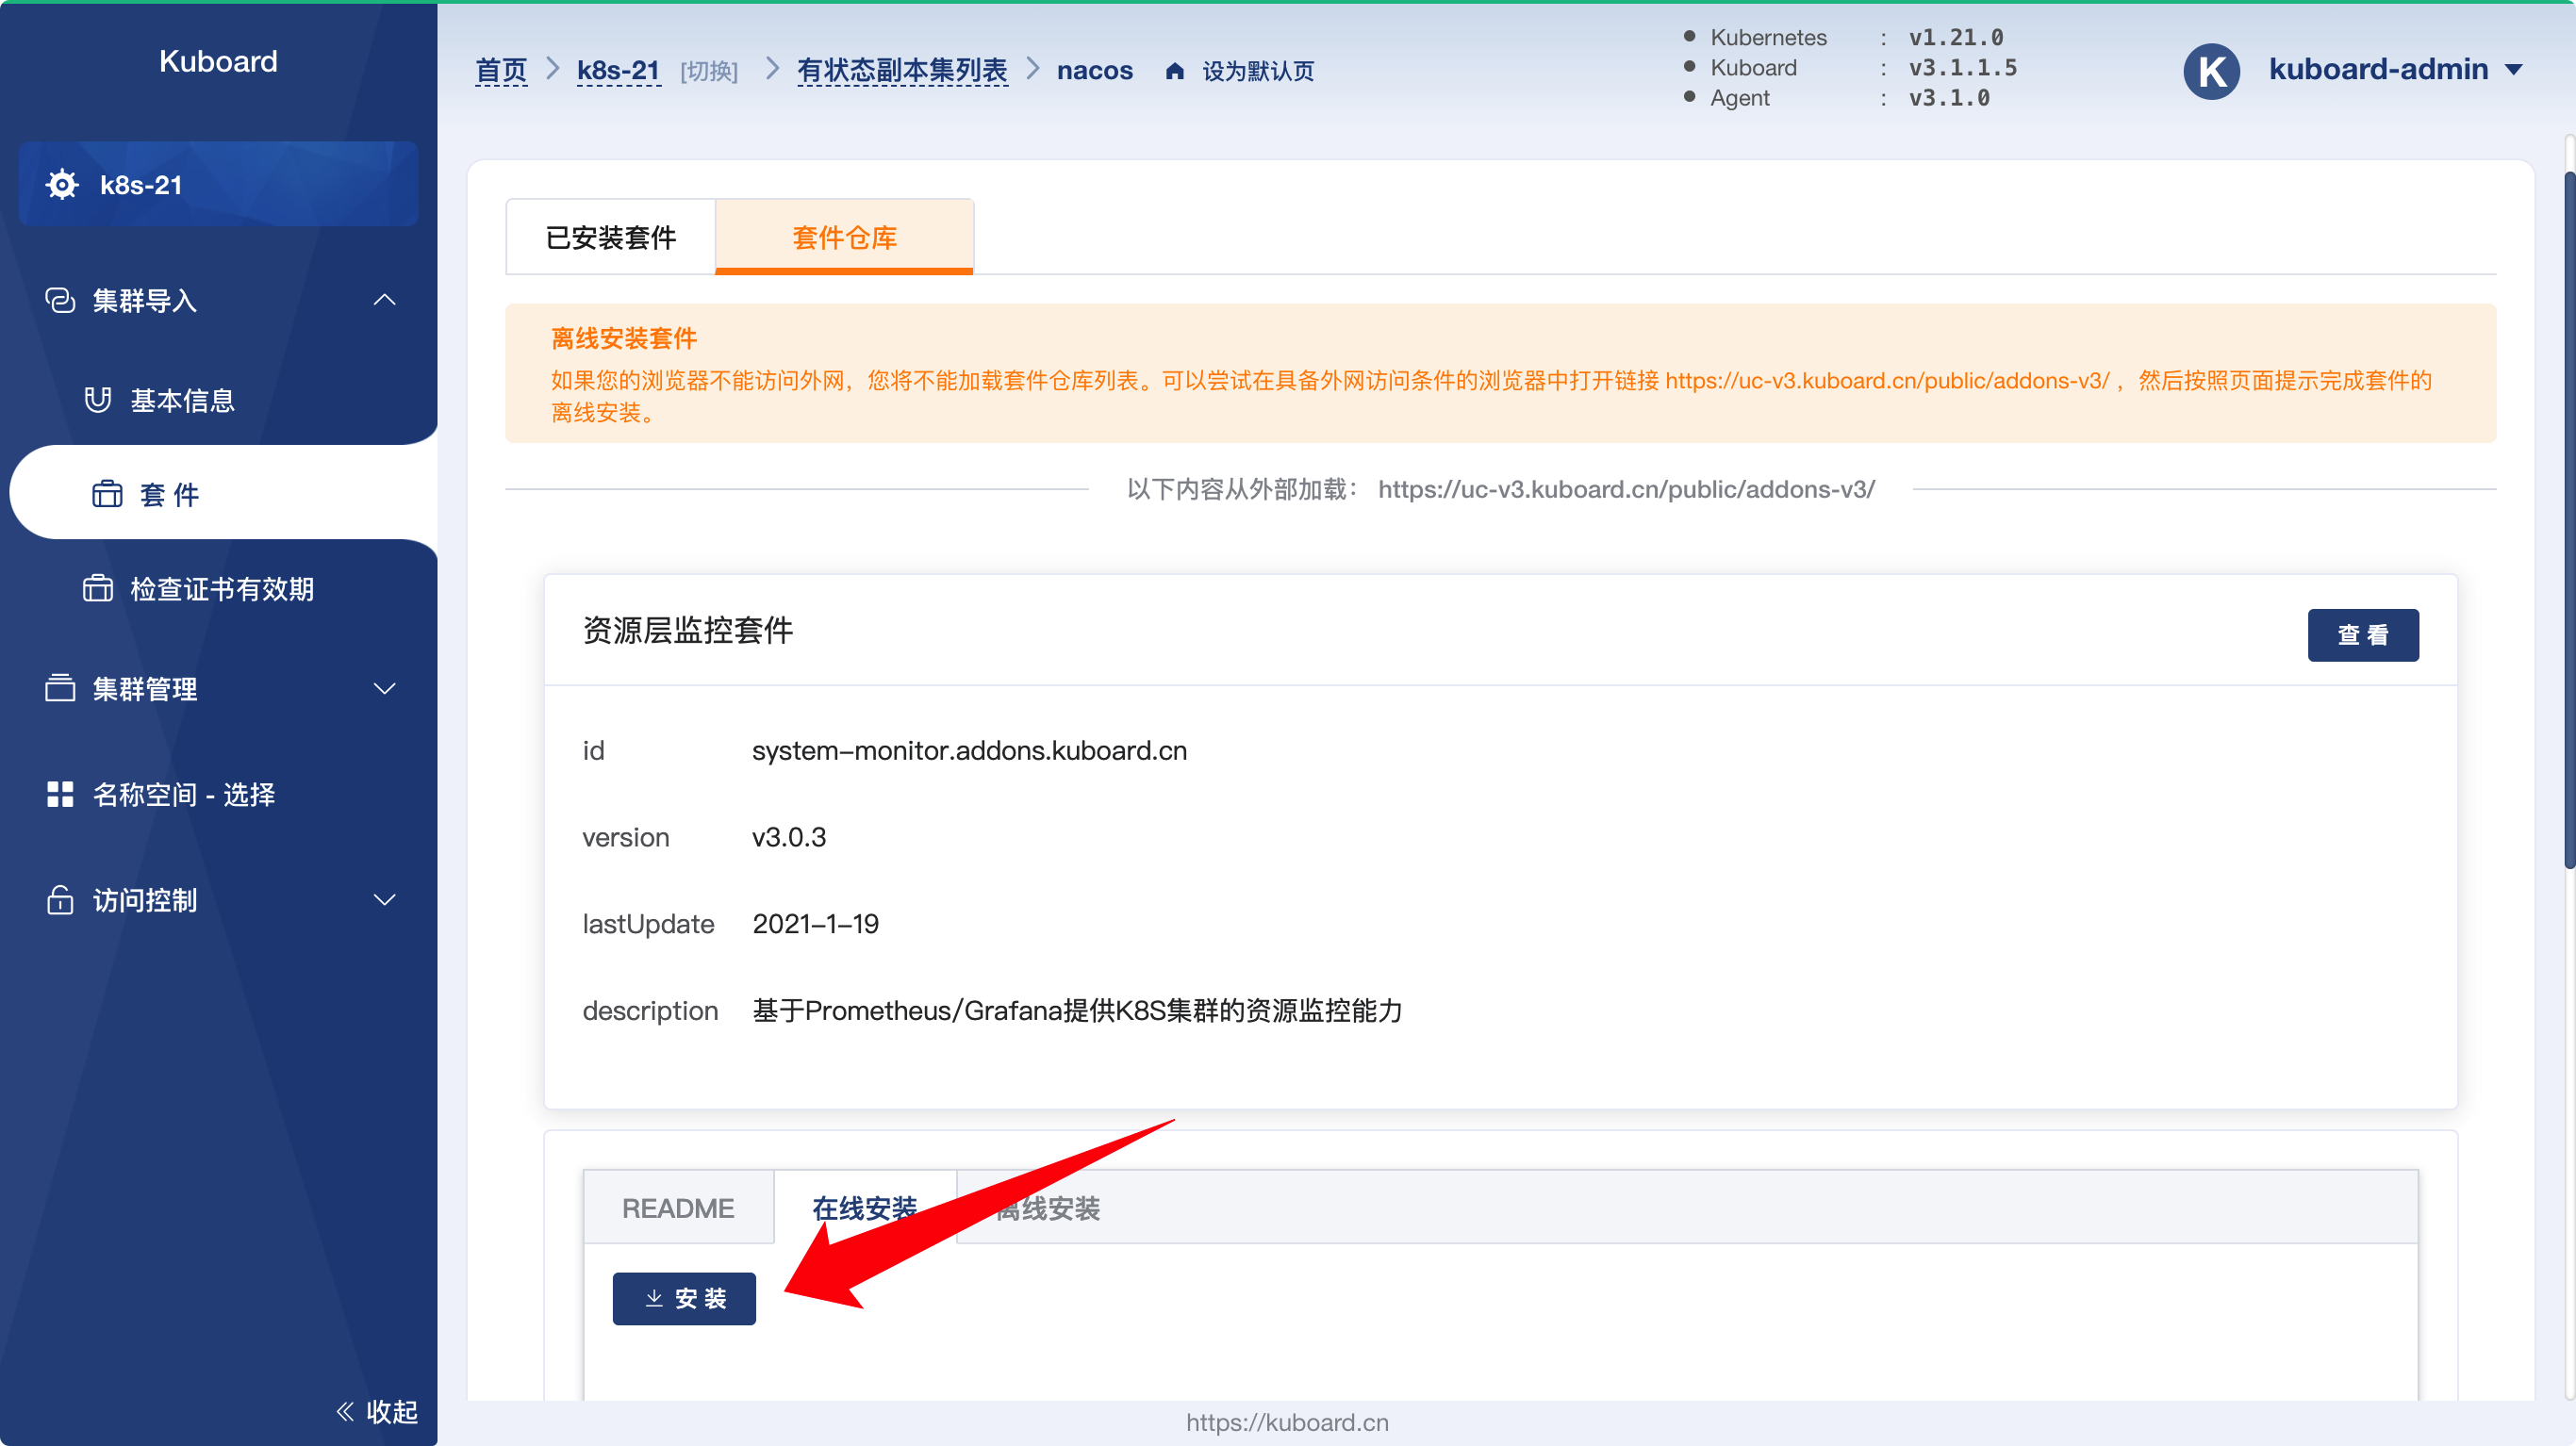 Kuboard
k8s-21
集群导入
基本信息
套 件
检查证书有效期
集群管理
名称空间 - 选择
访问控制
收起
首页 k8s-21 [切换] 有状态副本集列表 nacos 设为默认页
Kubernetes : v1.21.0
Kuboard : v3.1.1.5
Agent : v3.1.0
K kuboard-admin
已安装套件 套件仓库
离线安装套件
如果您的浏览器不能访问外网，您将不能加载套件仓库列表。可以尝试在具备外网访问条件的浏览器中打开链接 https://uc-v3.kuboard.cn/public/addons-v3/ ，然后按照页面提示完成套件的
离线安装。
以下内容从外部加载： https://uc-v3.kuboard.cn/public/addons-v3/
资源层监控套件 查 看
id system-monitor.addons.kuboard.cn
version v3.0.3
lastUpdate 2021-1-19
description 基于Prometheus/Grafana提供K8S集群的资源监控能力
README 在线安装 离线安装
安 装
https://kuboard.cn